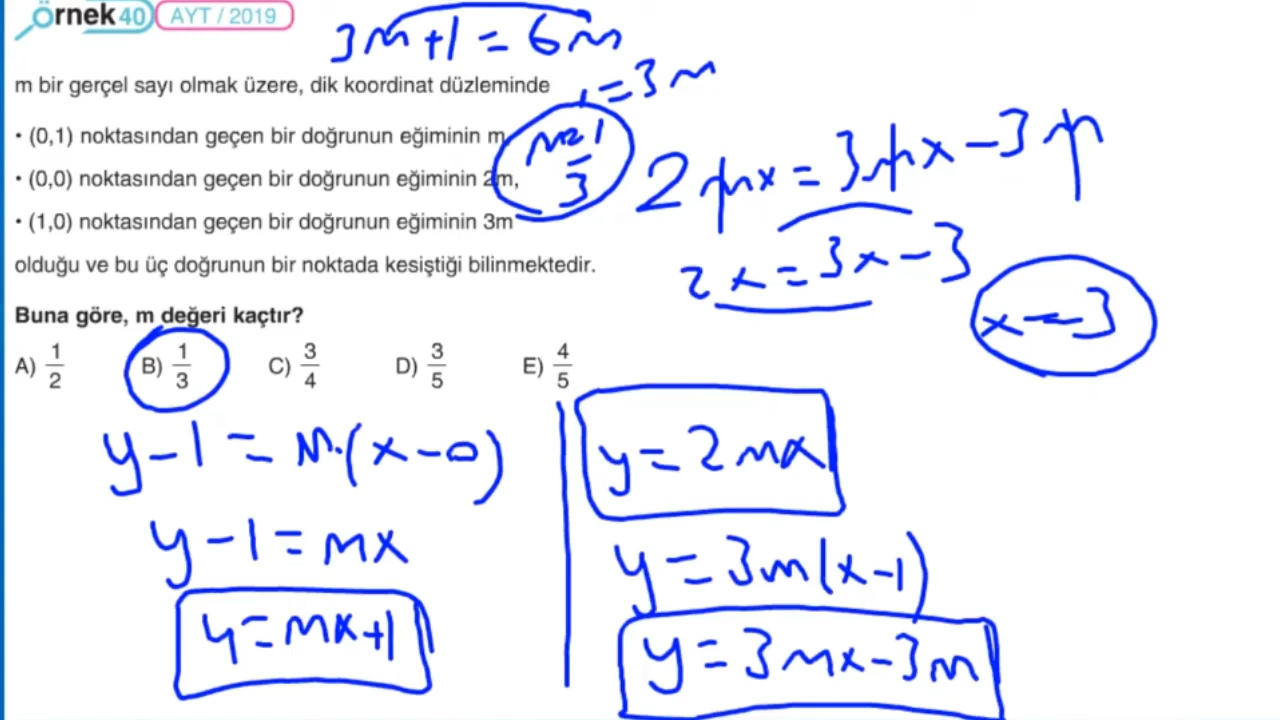 örnek 40 AYT / 2019
3m+1=6m
1=3m
m=1/3
m bir gerçel sayı olmak üzere, dik koordinat düzleminde
• (0,1) noktasından geçen bir doğrunun eğiminin m,
• (0,0) noktasından geçen bir doğrunun eğiminin 2m,
• (1,0) noktasından geçen bir doğrunun eğiminin 3m
olduğu ve bu üç doğrunun bir noktada kesiştiği bilinmektedir.
Buna göre, m değeri kaçtır?
A) 1/2 B) 1/3 C) 3/4 D) 3/5 E) 4/5
2mx=3mx-3m
2x=3x-3
x=3
y-1=m.(x-0)
y-1=mx
y=mx+1
y=2mx
y=3m(x-1)
y=3mx-3m